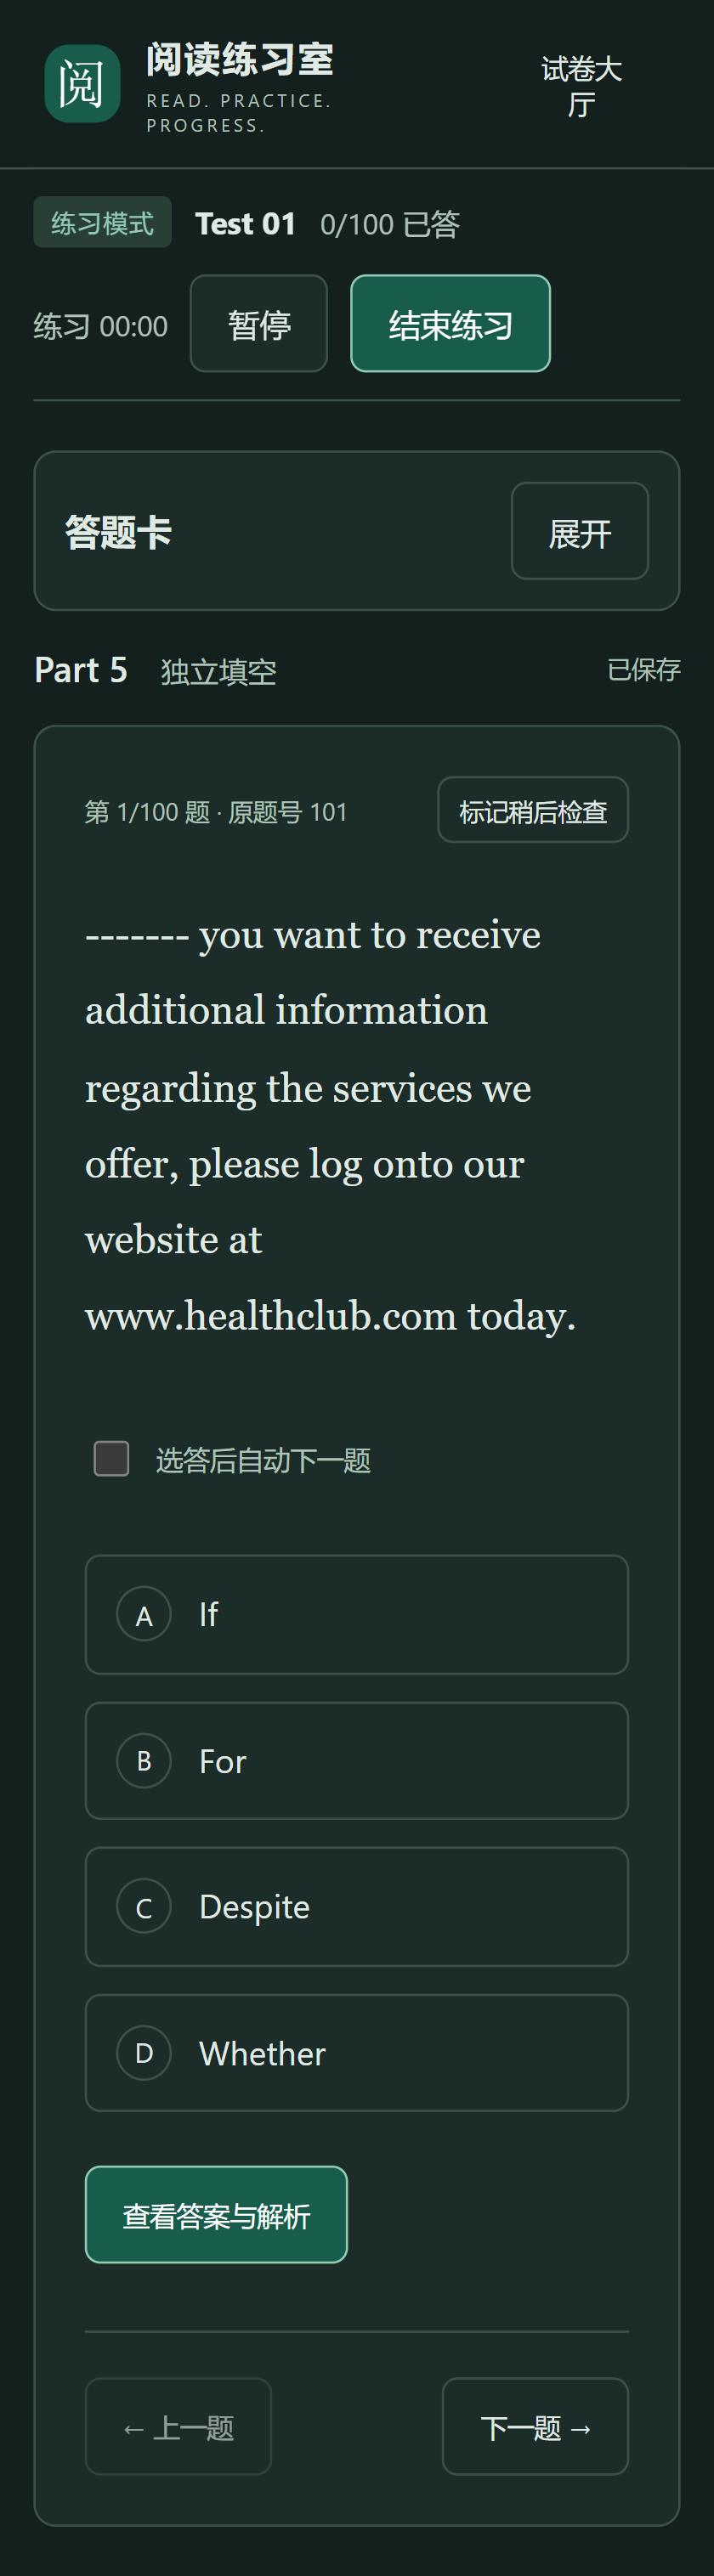 阅
阅读练习室
READ. PRACTICE.
PROGRESS.
试卷大
厅
练习模式 Test 01 0/100 已答
练习 00:00 暂停 结束练习
答题卡 展开
Part 5 独立填空 已保存
第 1/100 题 · 原题号 101 标记稍后检查
------- you want to receive
additional information
regarding the services we
offer, please log onto our
website at
www.healthclub.com today.
选答后自动下一题
A If
B For
C Despite
D Whether
查看答案与解析
← 上一题 下一题 →